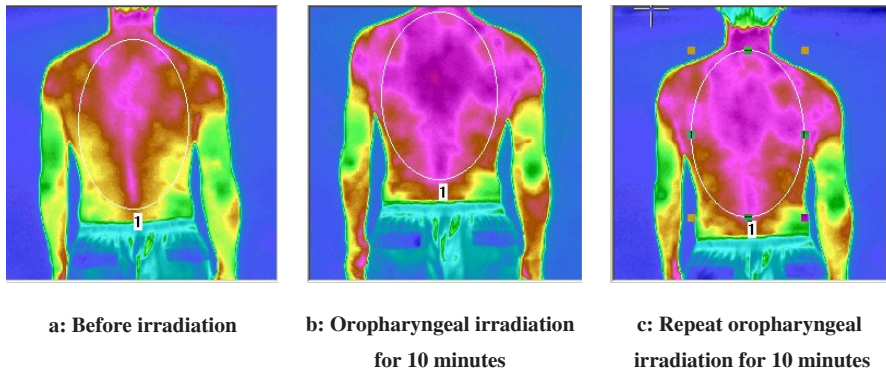 1
1
1
a: Before irradiation
b: Oropharyngeal irradiation
for 10 minutes
c: Repeat oropharyngeal
irradiation for 10 minutes